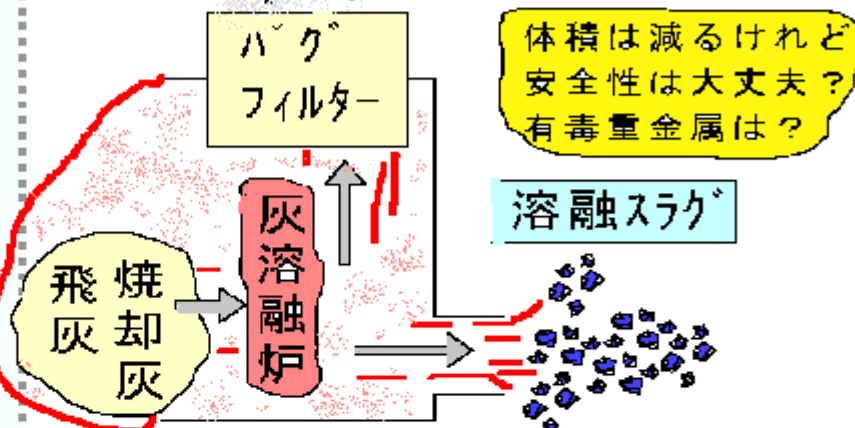 バグ
フィルター
体積は減るけれど
安全性は大丈夫？
有毒重金属は？
溶融スラグ
灰溶融炉
焼却灰
飛灰